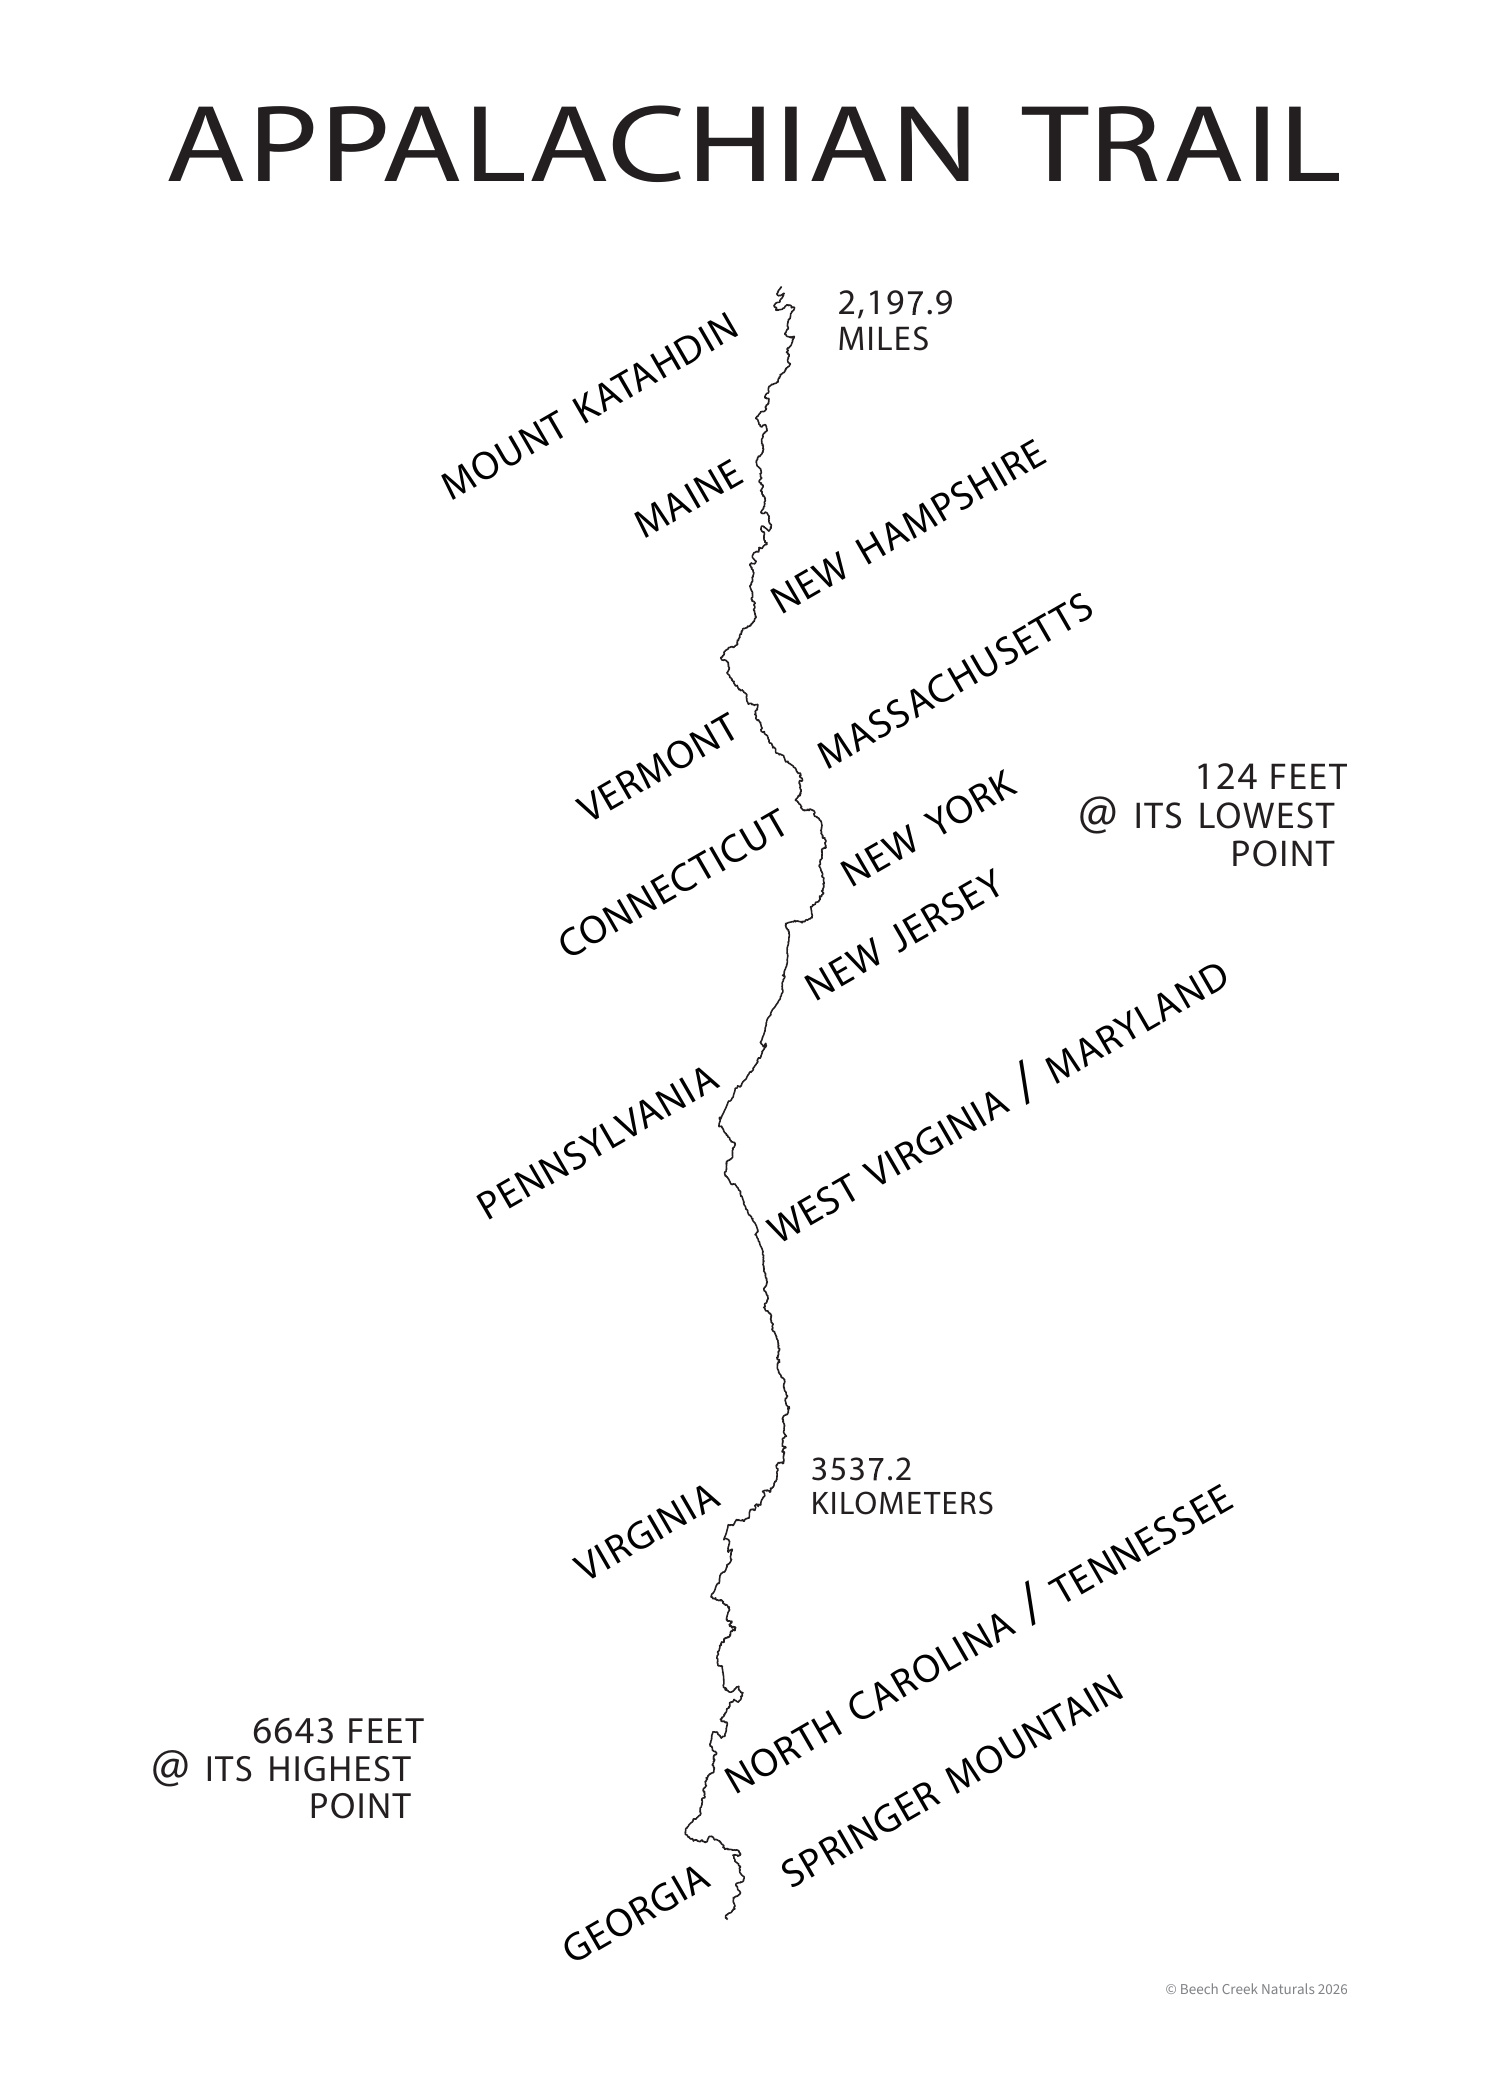 APPALACHIAN TRAIL
2,197.9
MILES
MOUNT KATAHDIN
MAINE
NEW HAMPSHIRE
MASSACHUSETTS
VERMONT
124 FEET
@ ITS LOWEST
POINT
NEW YORK
CONNECTICUT
NEW JERSEY
WEST VIRGINIA / MARYLAND
PENNSYLVANIA
3537.2
KILOMETERS
VIRGINIA
NORTH CAROLINA / TENNESSEE
6643 FEET
@ ITS HIGHEST
POINT
SPRINGER MOUNTAIN
GEORGIA
© Beech Creek Naturals 2026